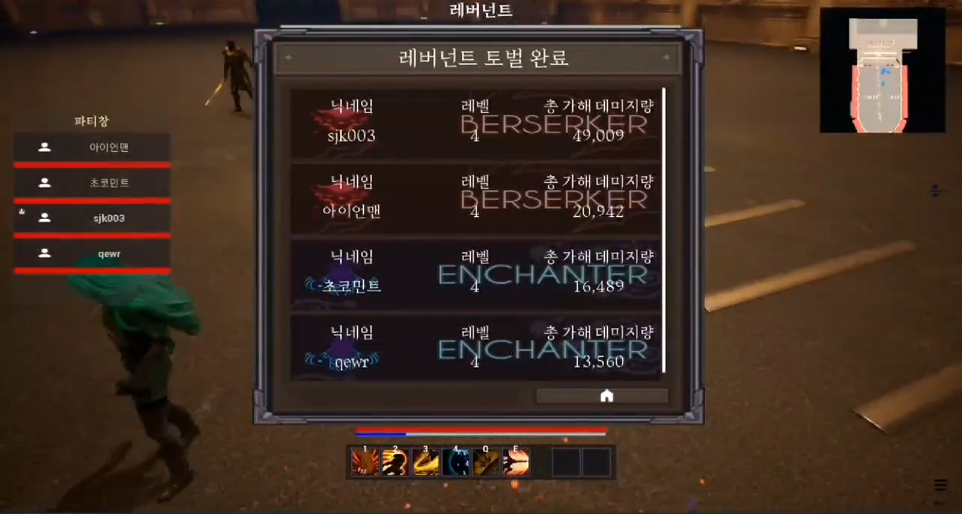 레버넌트
레버넌트 토벌 완료
파티창
아이언맨
초코민트
sjk003
qewr
닉네임 레벨 총 가해 데미지량
BERSERKER
sjk003 4 49,009
닉네임 레벨 총 가해 데미지량
BERSERKER
아이언맨 4 20,942
닉네임 레벨 총 가해 데미지량
ENCHANTER
초코민트 4 16,489
닉네임 레벨 총 가해 데미지량
ENCHANTER
qewr 4 13,560
1 2 3 4 Q E